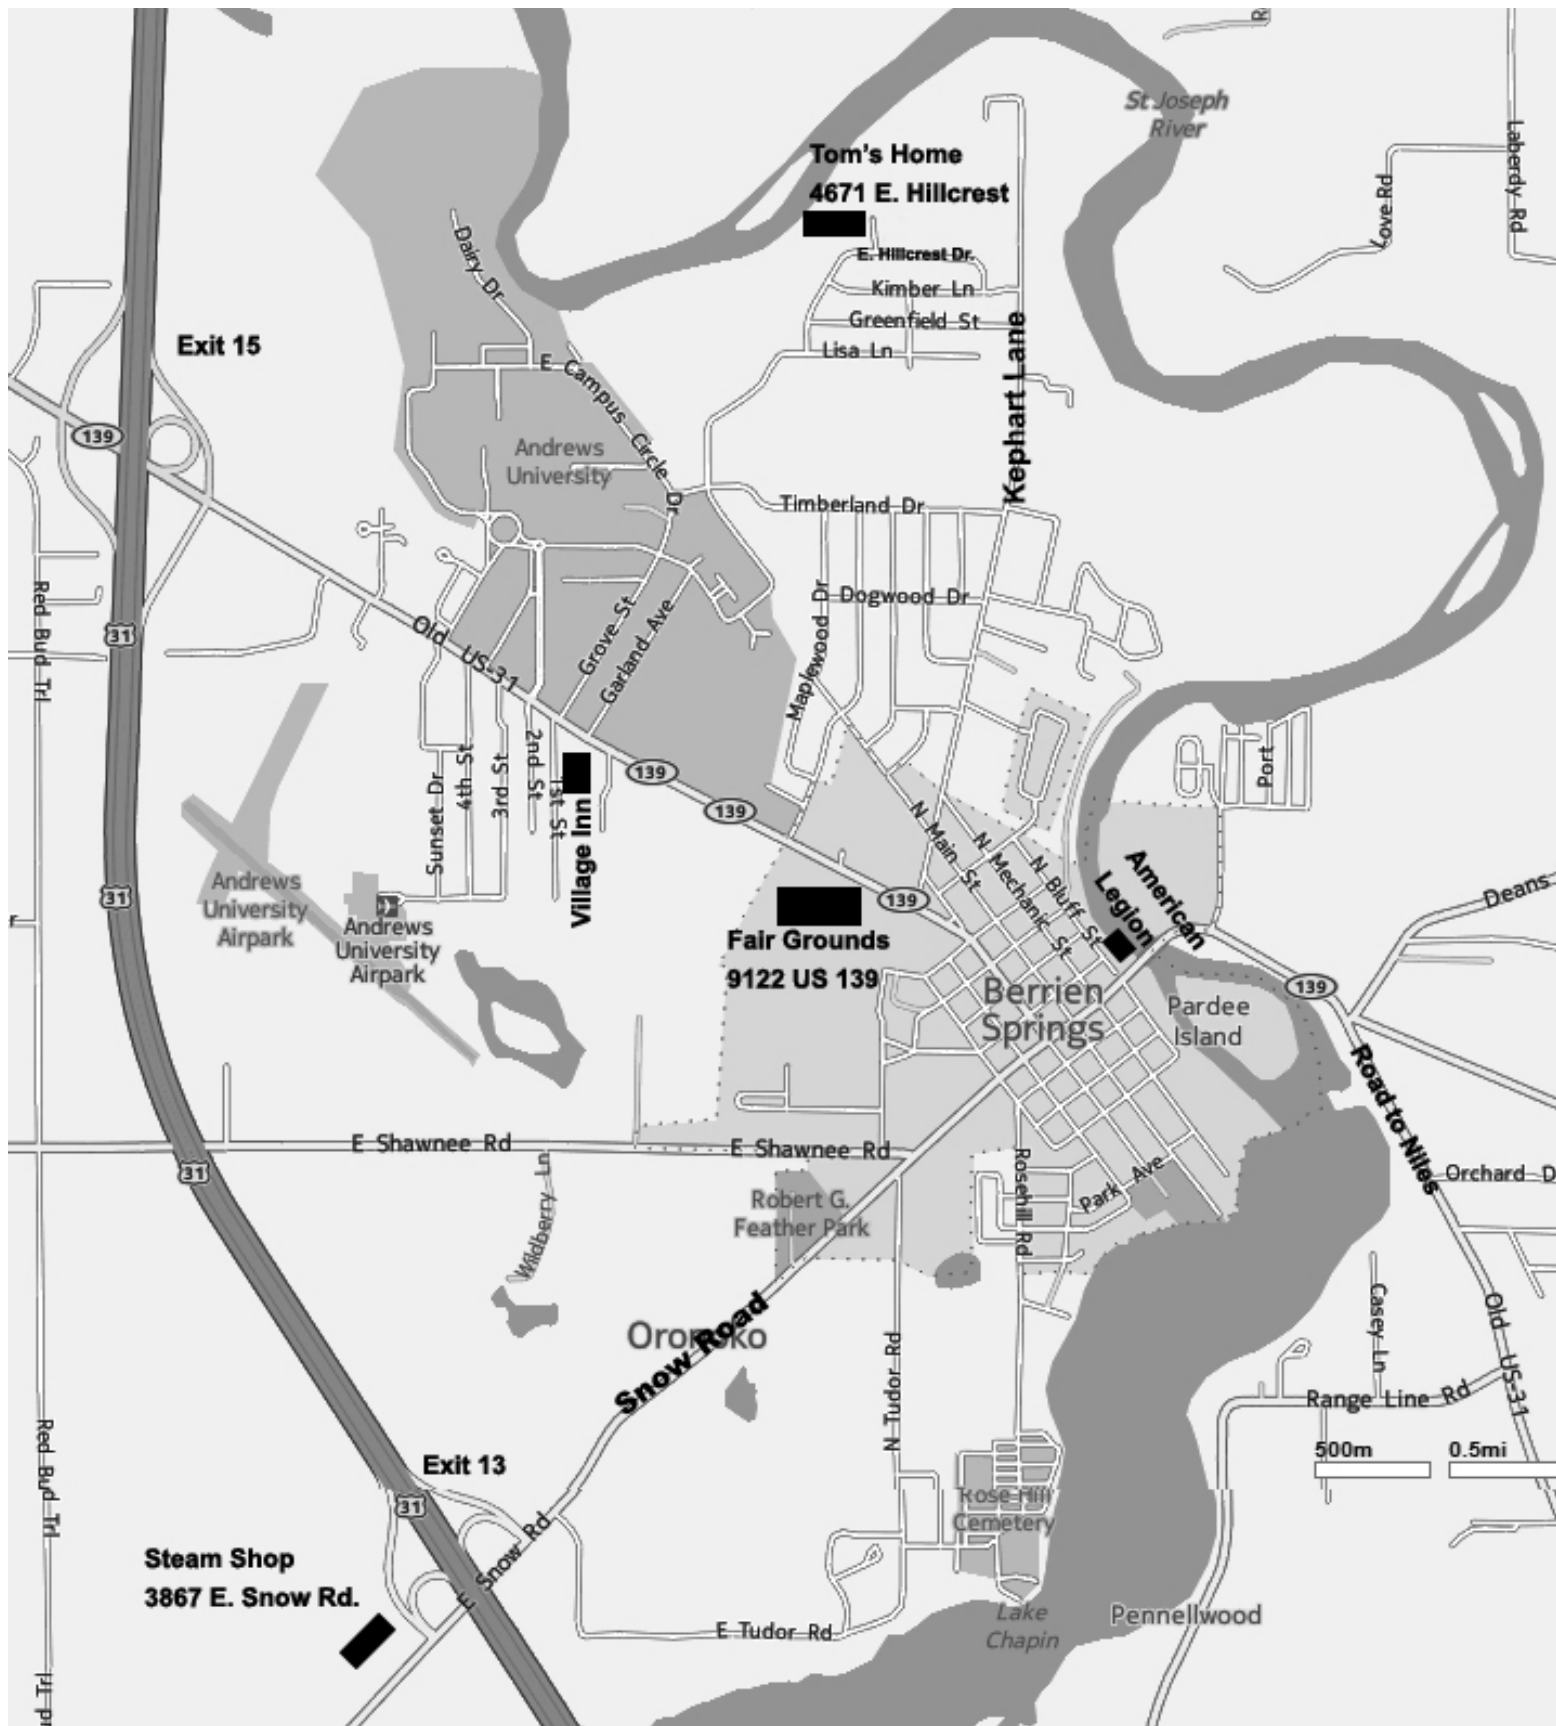 R
St Joseph
River
Laberdy Rd
Love Rd
Tom's Home
4671 E. Hillcrest
Dairy Dr
E. Hillcrest Dr.
Kimber Ln
Greenfield St
Lisa Ln
Exit 15
Kephart Lane
E Campus Circle Dr
139
Andrews
University
Timberland Dr
Red Bud Trl
31
Dogwood Dr
Maplewood Dr
Grove St
Garland Ave
Old US-31
Sunset Dr
4th St
3rd St
2nd St
1st St
Village Inn
139
139
Port
N Main St
N Mechanic St
N Bluff St
American
Legion
Andrews
University
Airpark
Andrews
University
Airpark
r
139
Fair Grounds
9122 US 139
31
Deans
139
Berrien
Springs
Pardee
Island
Road to Niles
E Shawnee Rd
E Shawnee Rd
31
Wildberry Ln
Robert G.
Feather Park
Rosehill Rd
Park Ave
Orchard D
Oronoko
Snow Road
N Tudor Rd
Casey Ln
Old US-31
Range Line Rd
500m
0.5mi
Red Bud Trl
Exit 13
31
E Snow Rd
Rose Hill
Cemetery
Steam Shop
3867 E. Snow Rd.
E Tudor Rd
Lake
Chapin
Pennellwood
d Trl